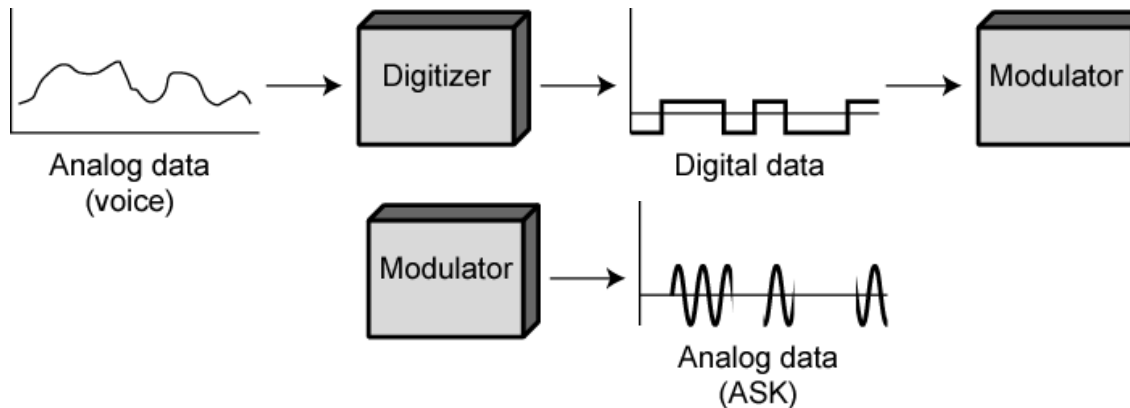 Digitizer
Modulator
Analog data
(voice)
Digital data
Modulator
Analog data
(ASK)